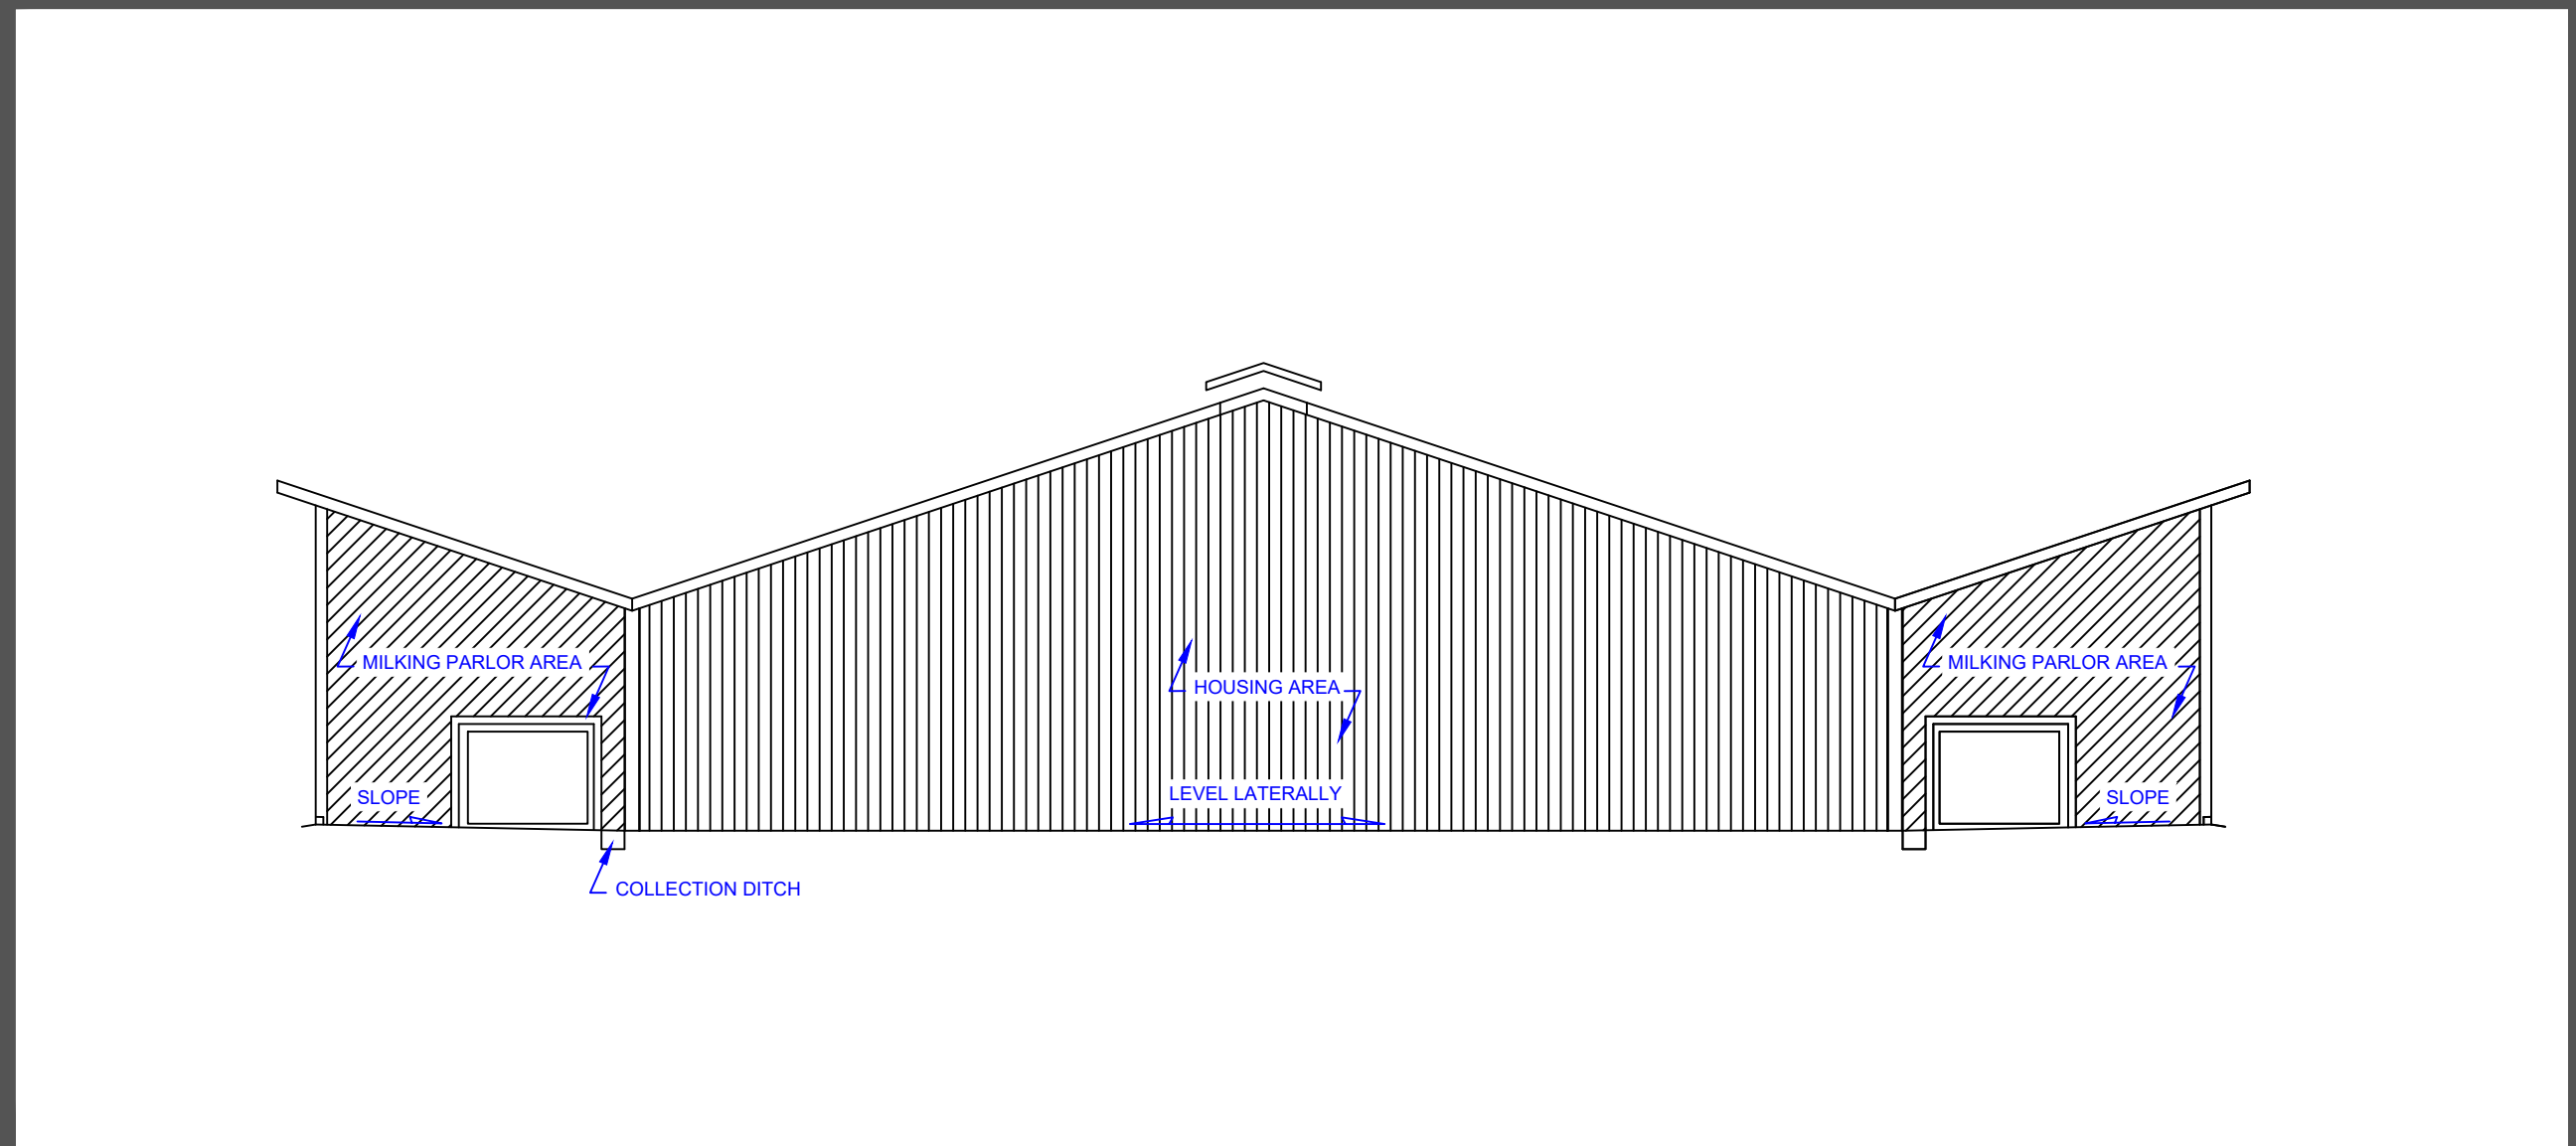 MILKING PARLOR AREA
MILKING PARLOR AREA
HOUSING AREA
SLOPE
LEVEL LATERALLY
SLOPE
COLLECTION DITCH